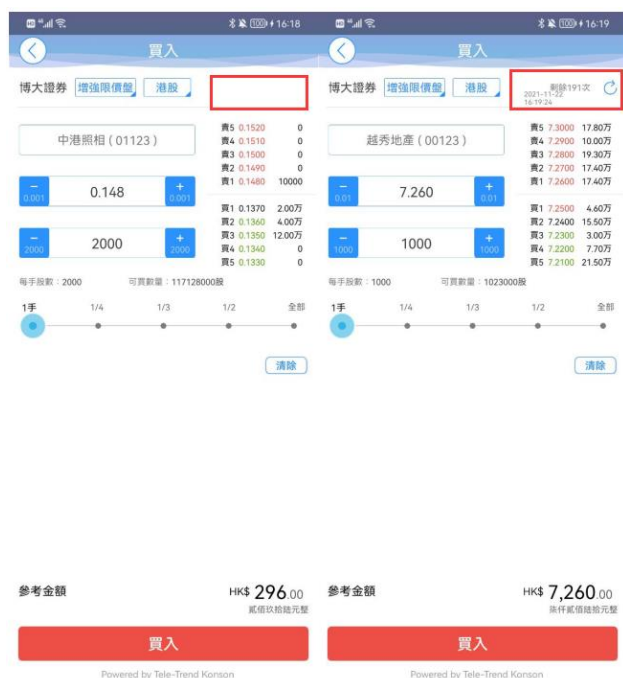 16:18
買入
博大證券 增強限價盤 港股
中港照相 ( 01123 )
賣5 0.1520 0
賣4 0.1510 0
賣3 0.1500 0
賣2 0.1490 0
賣1 0.1480 10000
− 0.001 0.148 + 0.001
買1 0.1370 2.00万
買2 0.1360 4.00万
買3 0.1350 12.00万
買4 0.1340 0
買5 0.1330 0
− 2000 2000 + 2000
每手股數：2000 可買數量：117128000股
1手 1/4 1/3 1/2 全部
清除
參考金額 HK$ 296.00
貳佰玖拾陸元整
買入
Powered by Tele-Trend Konson
16:19
買入
博大證券 增強限價盤 港股
剩餘191次
2021-11-22
16:19:24
越秀地產 ( 00123 )
賣5 7.3000 17.80万
賣4 7.2900 10.00万
賣3 7.2800 19.30万
賣2 7.2700 17.40万
賣1 7.2600 17.40万
− 0.01 7.260 + 0.01
買1 7.2500 4.60万
買2 7.2400 15.50万
買3 7.2300 3.00万
買4 7.2200 7.70万
買5 7.2100 21.50万
− 1000 1000 + 1000
每手股數：1000 可買數量：1023000股
1手 1/4 1/3 1/2 全部
清除
參考金額 HK$ 7,260.00
柒仟貳佰陸拾元整
買入
Powered by Tele-Trend Konson